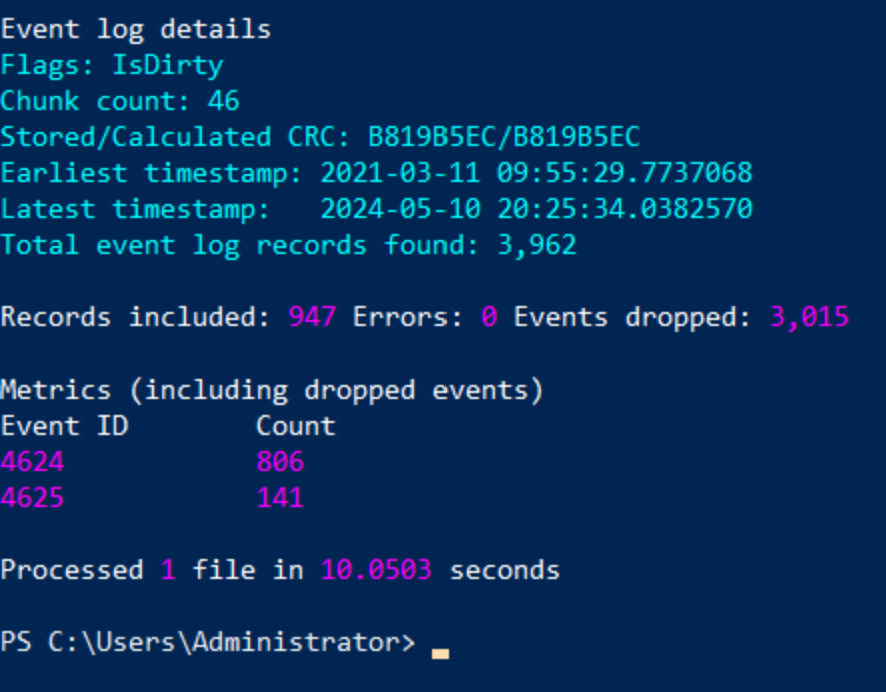 Event log details
Flags: IsDirty
Chunk count: 46
Stored/Calculated CRC: B819B5EC/B819B5EC
Earliest timestamp: 2021-03-11 09:55:29.7737068
Latest timestamp:   2024-05-10 20:25:34.0382570
Total event log records found: 3,962
Records included: 947 Errors: 0 Events dropped: 3,015
Metrics (including dropped events)
Event ID        Count
4624            806
4625            141
Processed 1 file in 10.0503 seconds
PS C:\Users\Administrator>